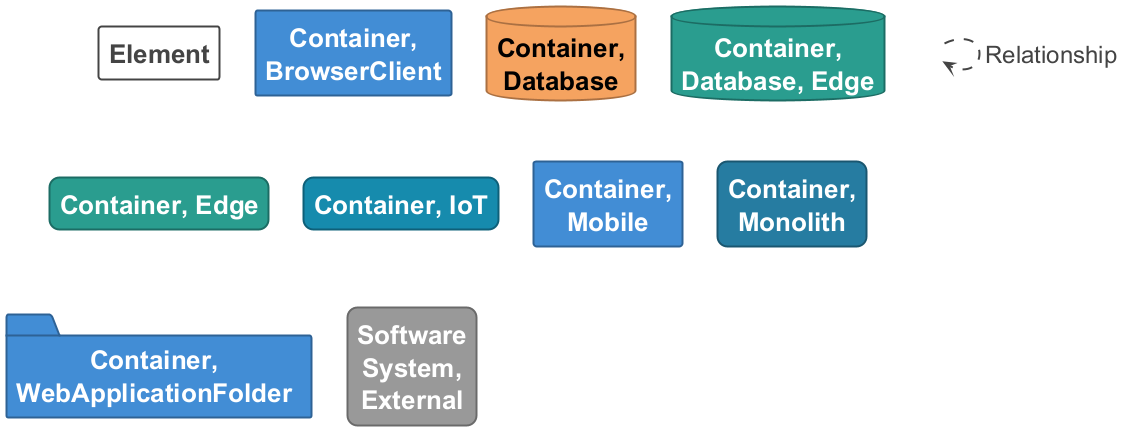 Element
Container,
BrowserClient
Container,
Database
Container,
Database, Edge
Relationship
Container, Edge
Container, IoT
Container,
Mobile
Container,
Monolith
Container,
WebApplicationFolder
Software
System,
External